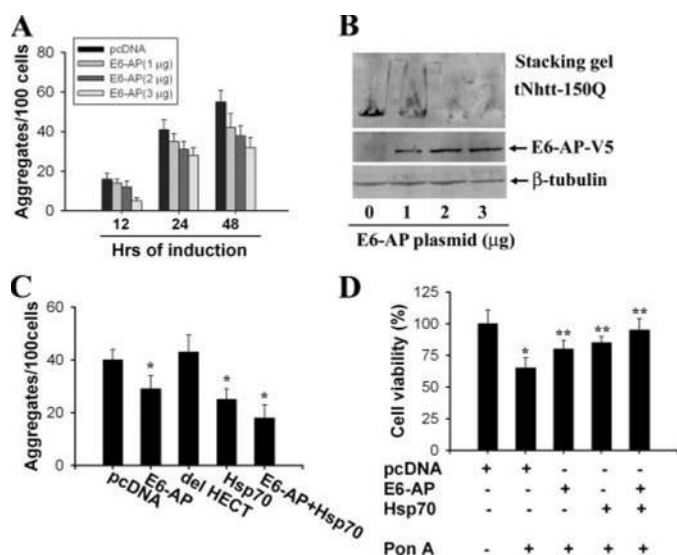 A
Aggregates/100 cells
60
40
20
0
pcDNA
E6-AP(1 µg)
E6-AP(2 µg)
E6-AP(3 µg)
12 24 48
Hrs of induction
B
Stacking gel
tNhtt-150Q
E6-AP-V5
β-tubulin
0 1 2 3
E6-AP plasmid (µg)
C
Aggregates/100cells
60
40
20
0
* * *
pcDNA
E6-AP
del HECT
Hsp70
E6-AP+Hsp70
D
Cell viability (%)
125
100
75
50
25
0
* ** ** **
pcDNA + + - - -
E6-AP - - + - +
Hsp70 - - - + +
Pon A - + + + +